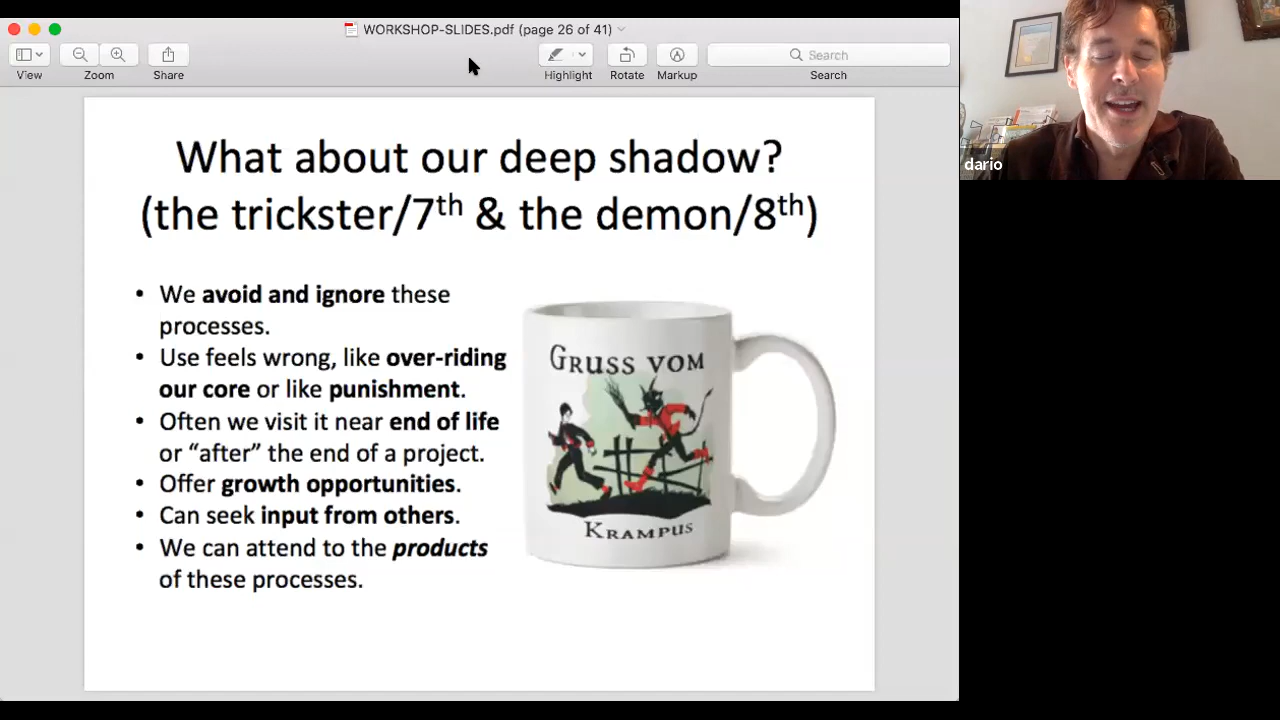 WORKSHOP-SLIDES.pdf (page 26 of 41)
View
Zoom
Share
Highlight
Rotate
Markup
Search
Search
dario
What about our deep shadow?
(the trickster/7th & the demon/8th)
• We avoid and ignore these
processes.
• Use feels wrong, like over-riding
our core or like punishment.
• Often we visit it near end of life
or “after” the end of a project.
• Offer growth opportunities.
• Can seek input from others.
• We can attend to the products
of these processes.
GRUSS VOM
KRAMPUS